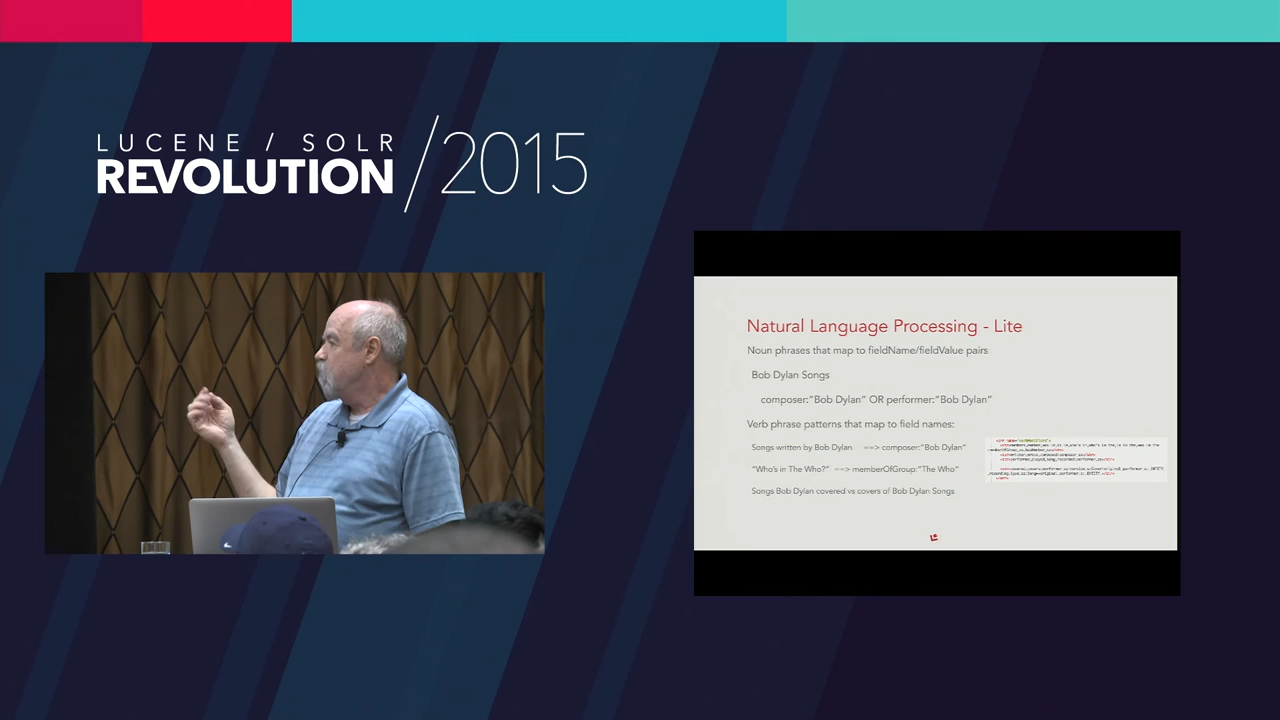 LUCENE / SOLR
REVOLUTION
/2015
Natural Language Processing - Lite
Noun phrases that map to fieldName/fieldValue pairs
Bob Dylan Songs
composer:“Bob Dylan” OR performer:“Bob Dylan”
Verb phrase patterns that map to field names:
Songs written by Bob Dylan ==> composer:“Bob Dylan”
“Who’s in The Who?” ==> memberOfGroup:“The Who”
Songs Bob Dylan covered vs covers of Bob Dylan Songs